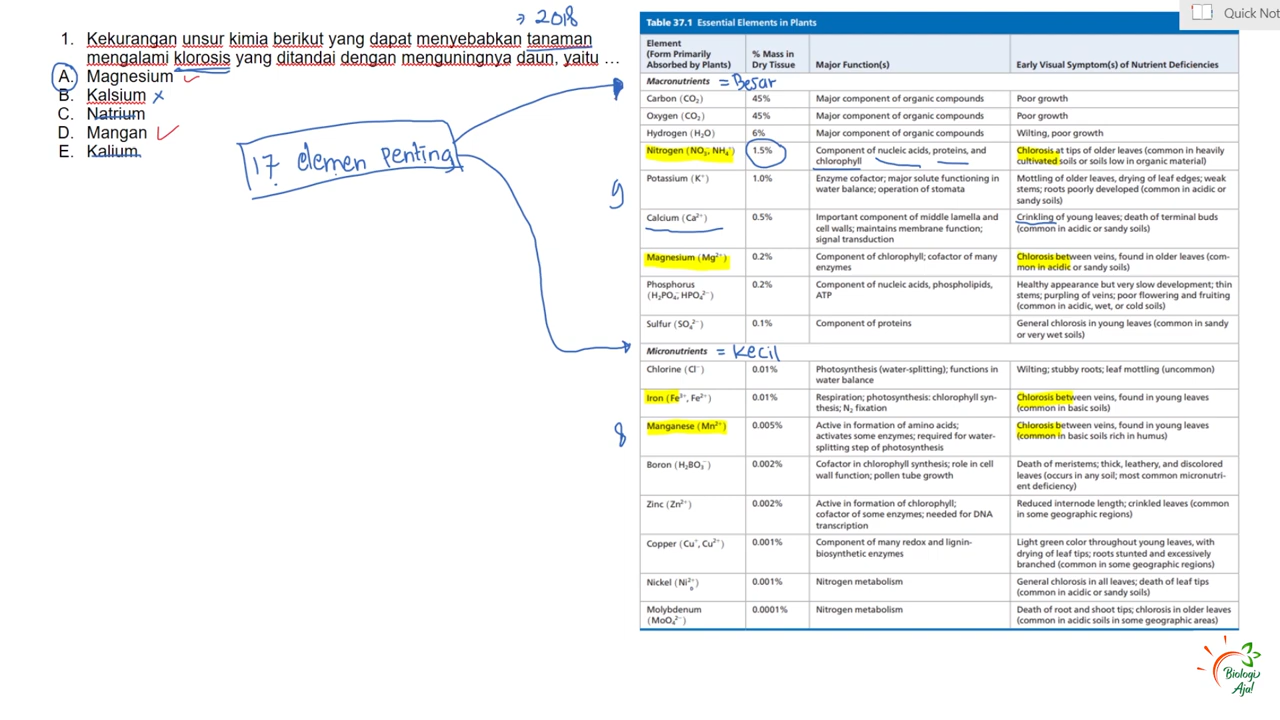 → 2018
1. Kekurangan unsur kimia berikut yang dapat menyebabkan tanaman
mengalami klorosis yang ditandai dengan menguningnya daun, yaitu …
A. Magnesium
B. Kalsium
C. Natrium
D. Mangan
E. Kalium
17 elemen penting
9
8
Quick Not
Table 37.1 Essential Elements in Plants
Element
(Form Primarily
Absorbed by Plants)
% Mass in
Dry Tissue
Major Function(s)
Early Visual Symptom(s) of Nutrient Deficiencies
Macronutrients = Besar
Carbon (CO₂) 45% Major component of organic compounds Poor growth
Oxygen (CO₂) 45% Major component of organic compounds Poor growth
Hydrogen (H₂O) 6% Major component of organic compounds Wilting, poor growth
Nitrogen (NO₃⁻, NH₄⁺) 1.5% Component of nucleic acids, proteins, and Chlorosis at tips of older leaves (common in heavily
chlorophyll cultivated soils or soils low in organic material)
Potassium (K⁺) 1.0% Enzyme cofactor; major solute functioning in Mottling of older leaves, drying of leaf edges; weak
water balance; operation of stomata stems; roots poorly developed (common in acidic or
sandy soils)
Calcium (Ca²⁺) 0.5% Important component of middle lamella and Crinkling of young leaves; death of terminal buds
cell walls; maintains membrane function; (common in acidic or sandy soils)
signal transduction
Magnesium (Mg²⁺) 0.2% Component of chlorophyll; cofactor of many Chlorosis between veins, found in older leaves (com-
enzymes mon in acidic or sandy soils)
Phosphorus 0.2% Component of nucleic acids, phospholipids, Healthy appearance but very slow development; thin
(H₂PO₄⁻, HPO₄²⁻) ATP stems; purpling of veins; poor flowering and fruiting
(common in acidic, wet, or cold soils)
Sulfur (SO₄²⁻) 0.1% Component of proteins General chlorosis in young leaves (common in sandy
or very wet soils)
Micronutrients = Kecil
Chlorine (Cl⁻) 0.01% Photosynthesis (water-splitting); functions in Wilting; stubby roots; leaf mottling (uncommon)
water balance
Iron (Fe³⁺, Fe²⁺) 0.01% Respiration; photosynthesis: chlorophyll syn- Chlorosis between veins, found in young leaves
thesis; N₂ fixation (common in basic soils)
Manganese (Mn²⁺) 0.005% Active in formation of amino acids; Chlorosis between veins, found in young leaves
activates some enzymes; required for water- (common in basic soils rich in humus)
splitting step of photosynthesis
Boron (H₂BO₃⁻) 0.002% Cofactor in chlorophyll synthesis; role in cell Death of meristems; thick, leathery, and discolored
wall function; pollen tube growth leaves (occurs in any soil; most common micronutri-
ent deficiency)
Zinc (Zn²⁺) 0.002% Active in formation of chlorophyll; Reduced internode length; crinkled leaves (common
cofactor of some enzymes; needed for DNA in some geographic regions)
transcription
Copper (Cu⁺, Cu²⁺) 0.001% Component of many redox and lignin- Light green color throughout young leaves, with
biosynthetic enzymes drying of leaf tips; roots stunted and excessively
branched (common in some geographic regions)
Nickel (Ni²⁺) 0.001% Nitrogen metabolism General chlorosis in all leaves; death of leaf tips
(common in acidic or sandy soils)
Molybdenum 0.0001% Nitrogen metabolism Death of root and shoot tips; chlorosis in older leaves
(MoO₄²⁻) (common in acidic soils in some geographic areas)
Biologi
Aja!